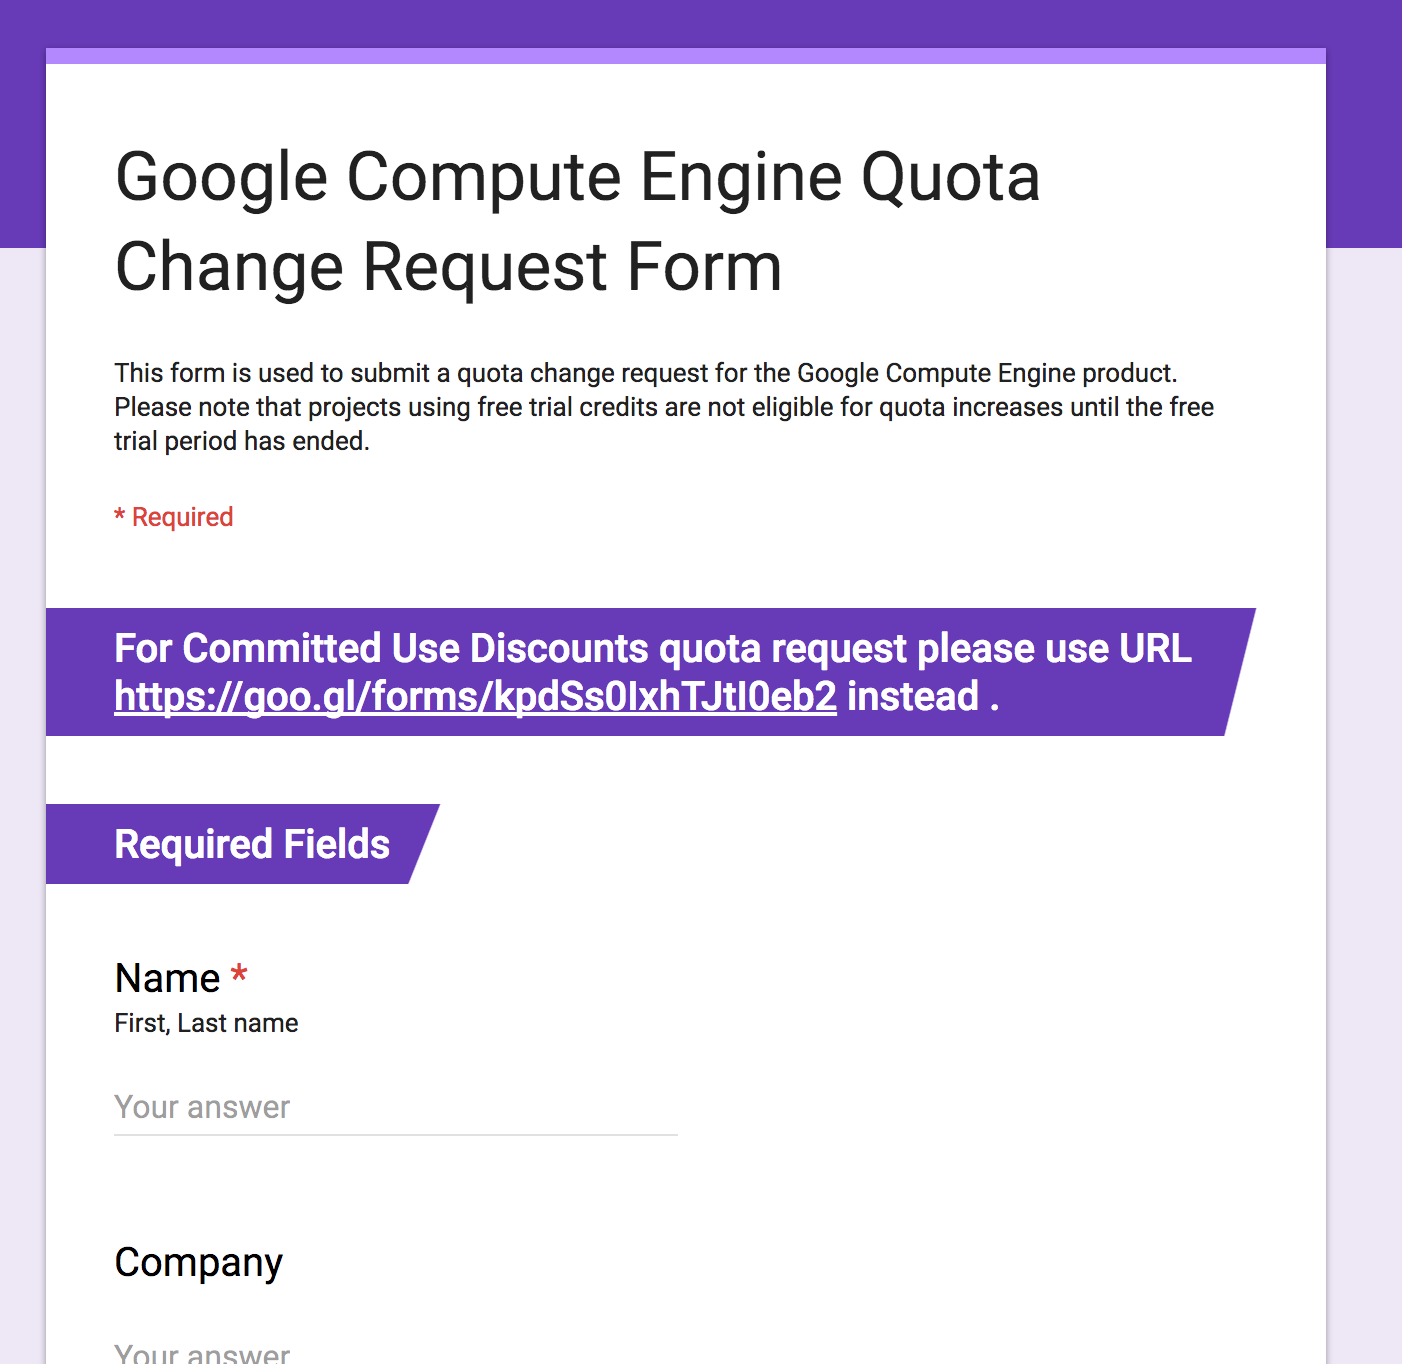 Google Compute Engine Quota
Change Request Form
This form is used to submit a quota change request for the Google Compute Engine product.
Please note that projects using free trial credits are not eligible for quota increases until the free
trial period has ended.
* Required
For Committed Use Discounts quota request please use URL
https://goo.gl/forms/kpdSs0IxhTJtI0eb2 instead .
Required Fields
Name *
First, Last name
Your answer
Company
Your answer